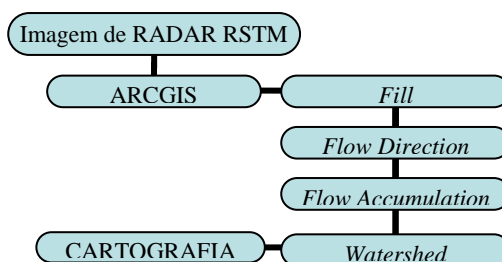 Imagem de RADAR RSTM
ARCGIS
Fill
Flow Direction
Flow Accumulation
CARTOGRAFIA
Watershed